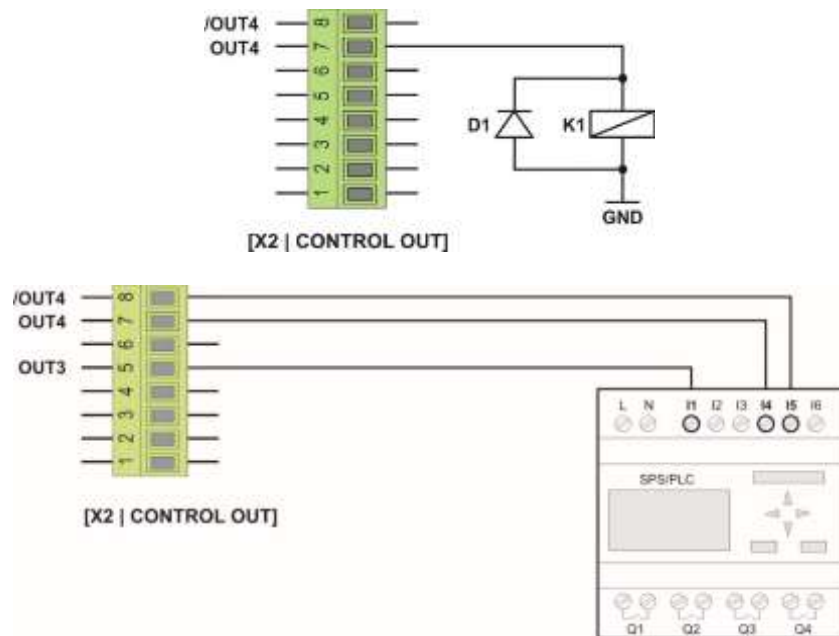 /OUT4 8
OUT4 7
6
5
4
3
2
1
D1 K1
GND
[X2 | CONTROL OUT]
/OUT4 8
OUT4 7
6
OUT3 5
4
3
2
1
L N I1 I2 I3 I4 I5 I6
SPS/PLC
[X2 | CONTROL OUT]
Q1 Q2 Q3 Q4